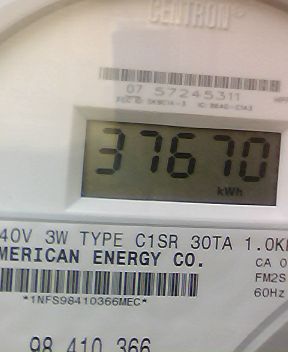 CENTRON®
07 57245311
37670
kWh
40V 3W TYPE C1SR 30TA 1.0K
MERICAN ENERGY CO.
CA 0
FM2S
60Hz
*1NFS98410366MEC*
98 410 366